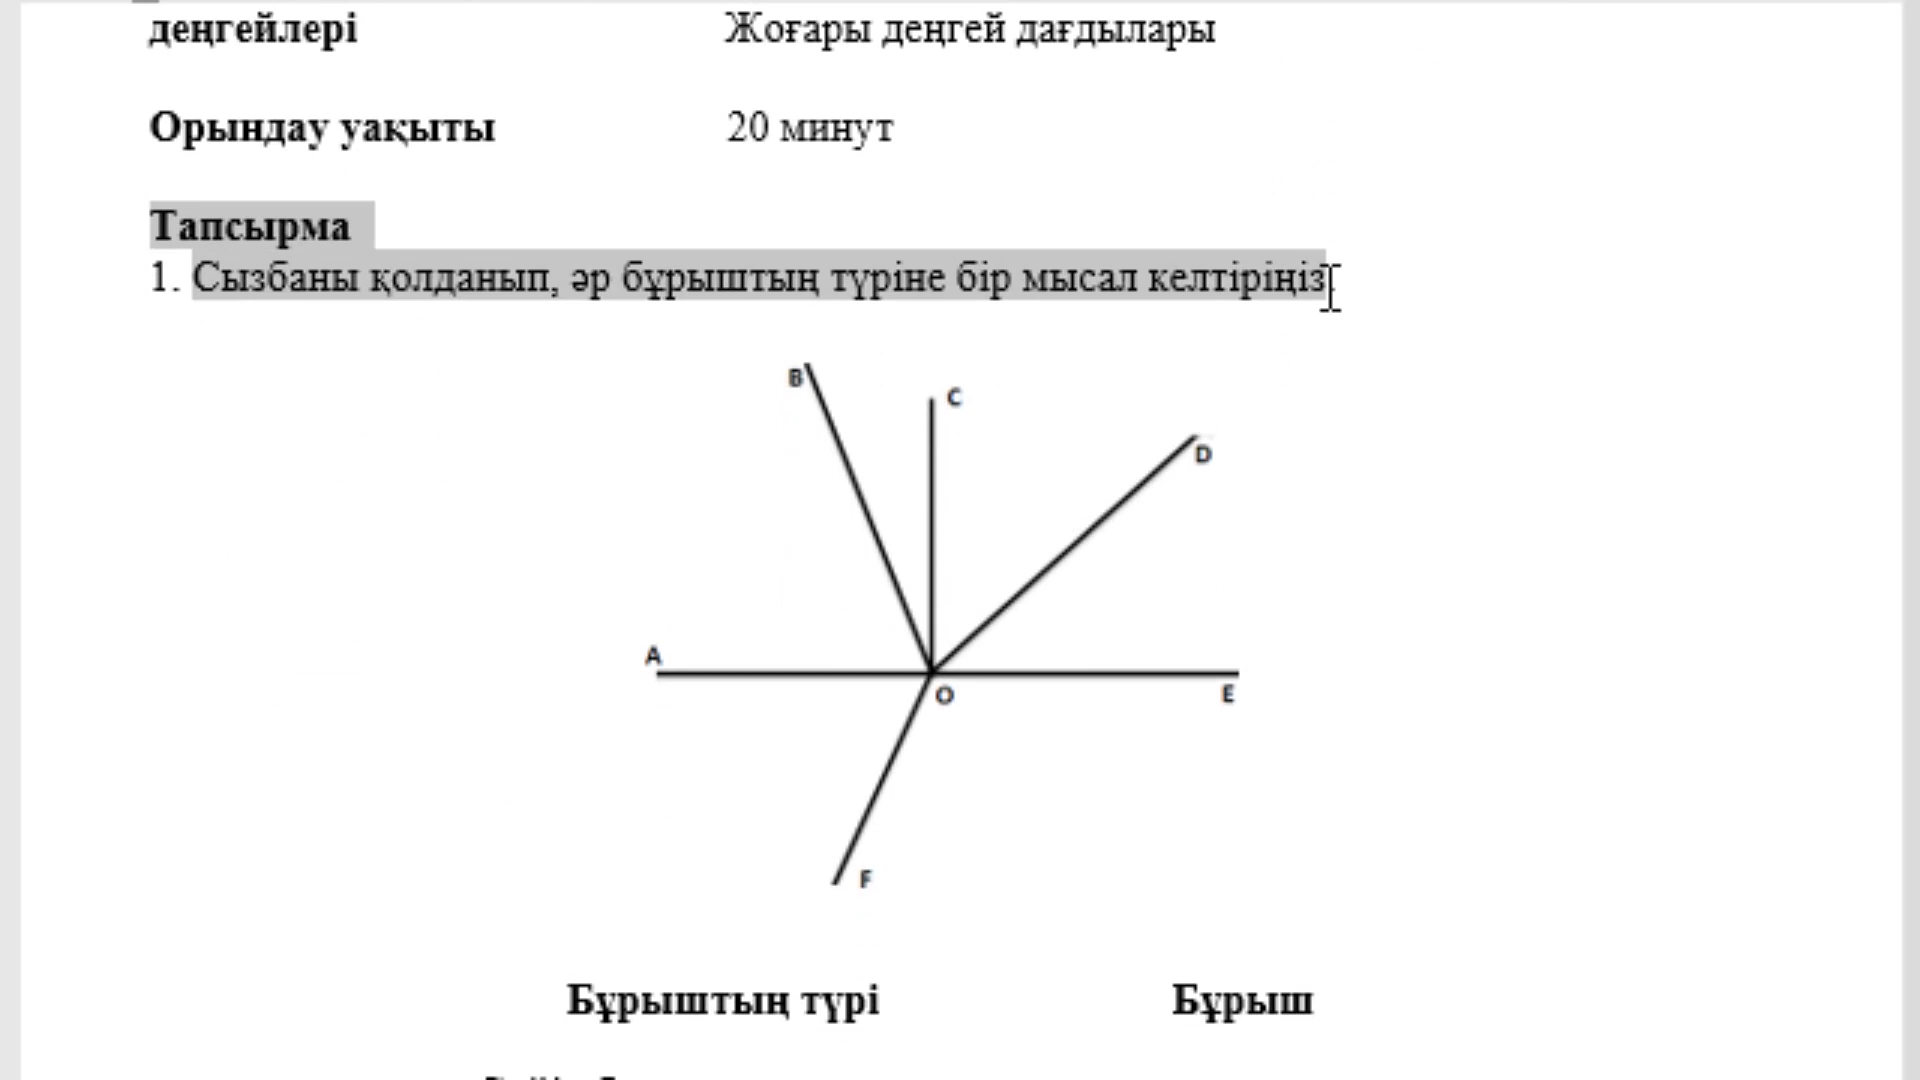 деңгейлері Жоғары деңгей дағдылары
Орындау уақыты 20 минут
Тапсырма
1. Сызбаны қолданып, әр бұрыштың түріне бір мысал келтіріңіз
B
C
D
A
O
E
F
Бұрыштың түрі Бұрыш